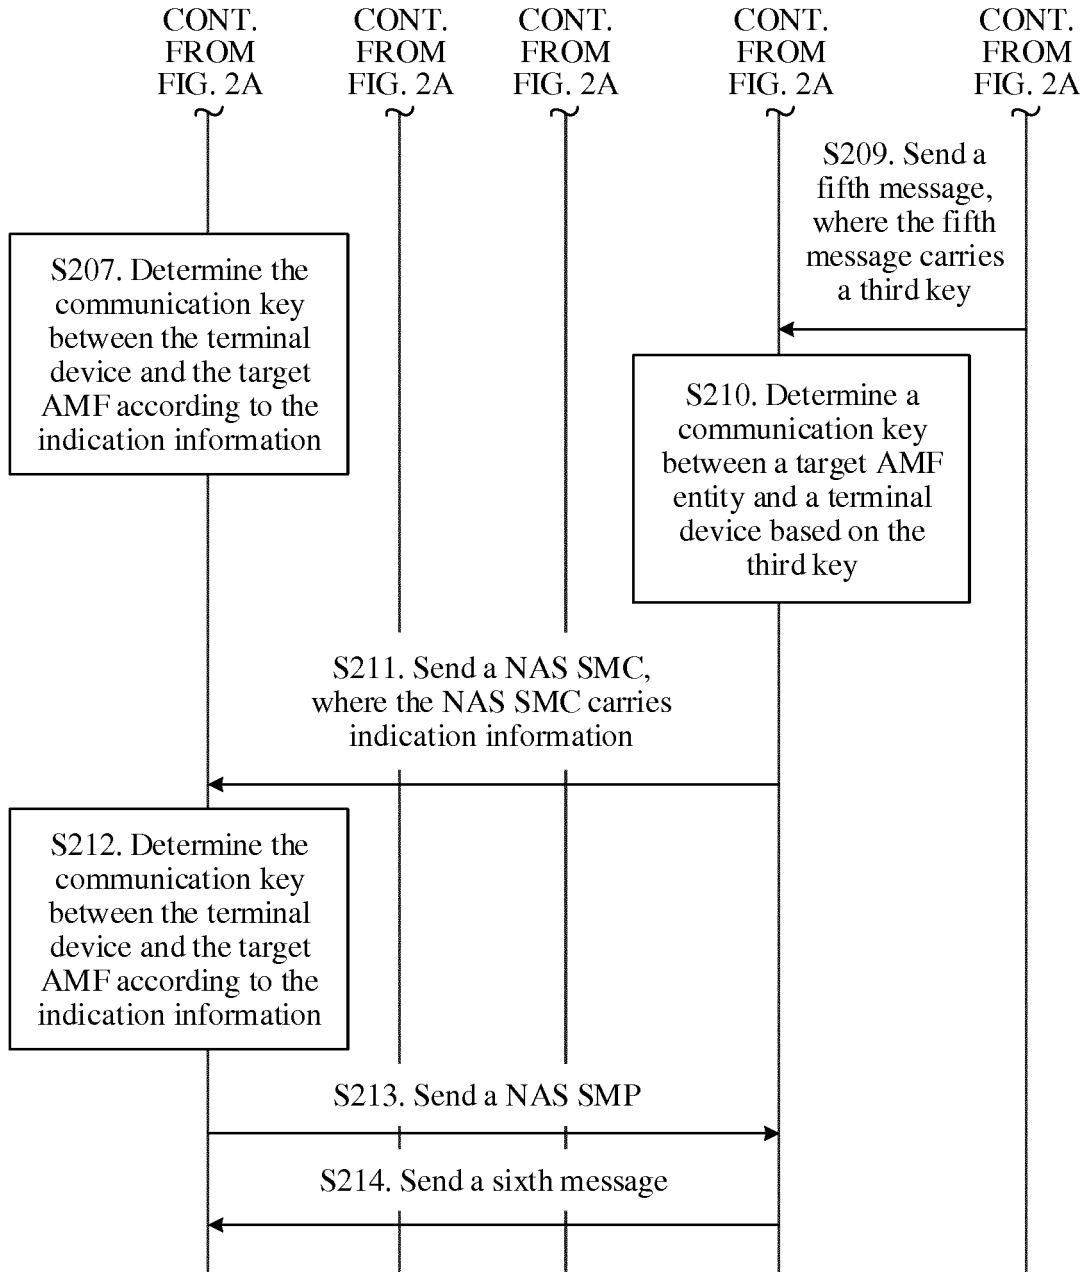 CONT.
FROM
FIG. 2A
CONT.
FROM
FIG. 2A
CONT.
FROM
FIG. 2A
CONT.
FROM
FIG. 2A
CONT.
FROM
FIG. 2A
S209. Send a
fifth message,
where the fifth
message carries
a third key
S207. Determine the
communication key
between the terminal
device and the target
AMF according to the
indication information
S210. Determine a
communication key
between a target AMF
entity and a terminal
device based on the
third key
S211. Send a NAS SMC,
where the NAS SMC carries
indication information
S212. Determine the
communication key
between the terminal
device and the target
AMF according to the
indication information
S213. Send a NAS SMP
S214. Send a sixth message